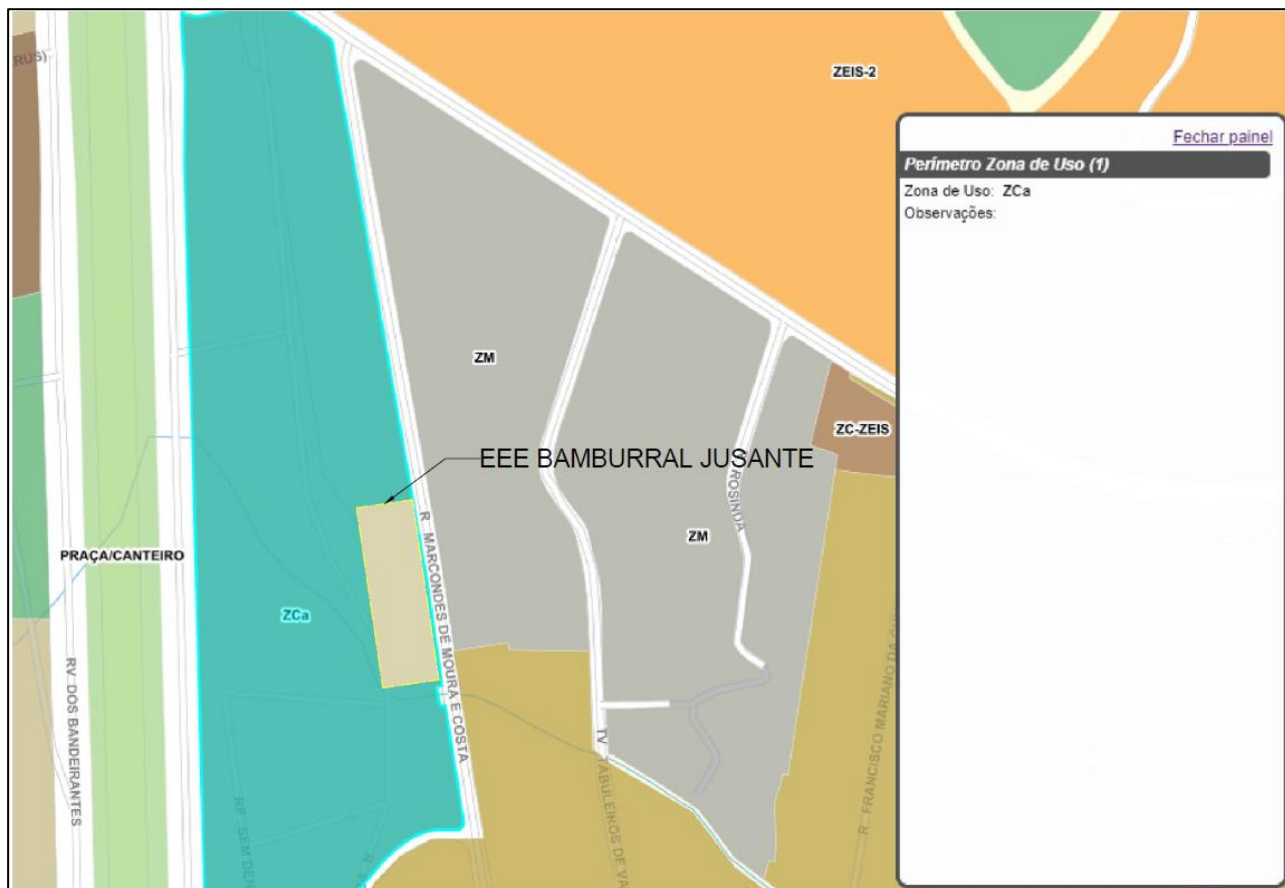 RUS)
ZEIS-2
Fechar painel
Perímetro Zona de Uso (1)
Zona de Uso: ZCa
Observações:
ZM
ZC-ZEIS
EEE BAMBURRAL JUSANTE
ROSINDA
ZM
PRAÇA/CANTEIRO
ZCa
R MARCONDES DE MOURA E COSTA
RV DOS BANDEIRANTES
RP SEM DEN
TV TABULEIROS DE VA
R FRANCISCO MARIANO DA